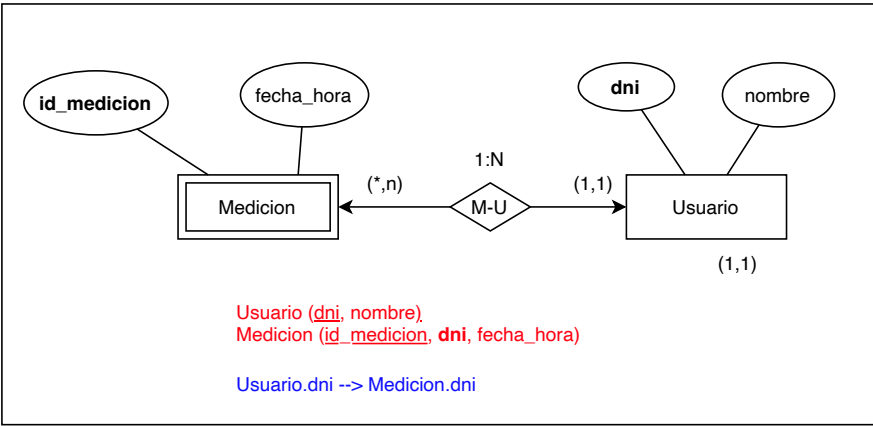 id_medicion
fecha_hora
dni
nombre
1:N
(*,n)
(1,1)
Medicion
M-U
Usuario
(1,1)
Usuario (dni, nombre)
Medicion (id_medicion, dni, fecha_hora)
Usuario.dni --> Medicion.dni